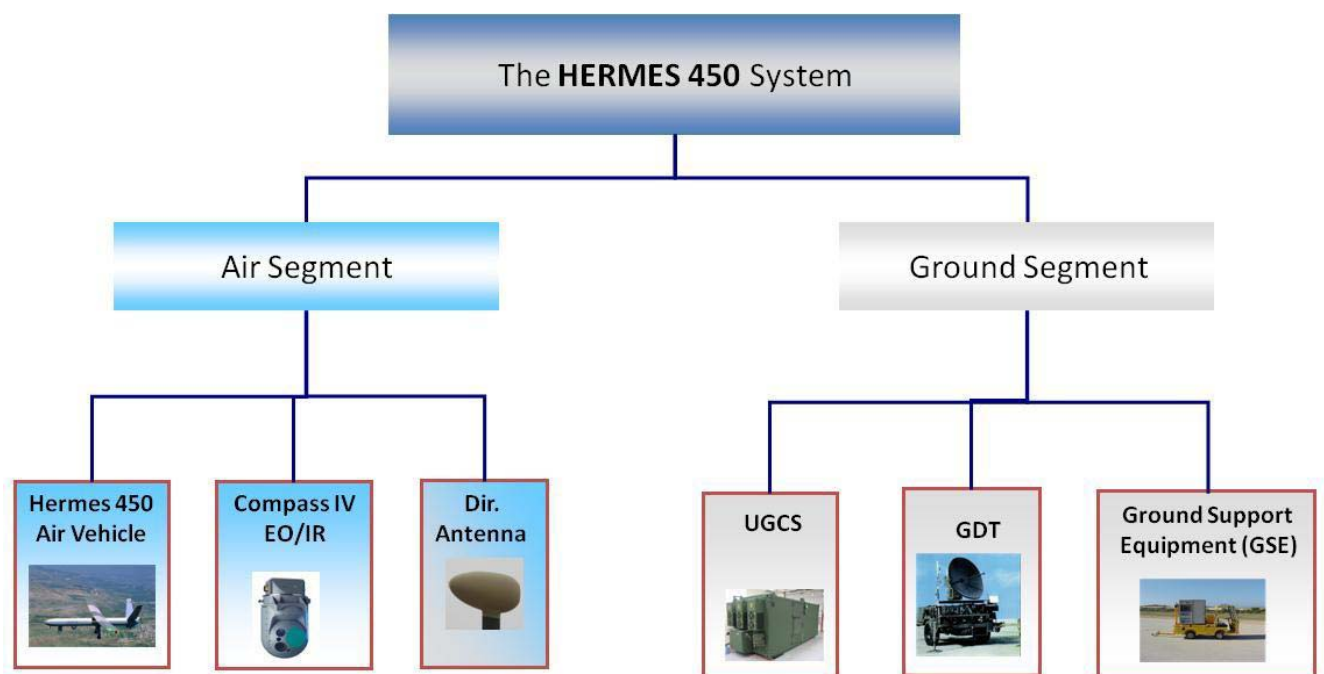 The HERMES 450 System
Air Segment
Ground Segment
Hermes 450
Air Vehicle
Compass IV
EO/IR
Dir.
Antenna
UGCS
GDT
Ground Support
Equipment (GSE)